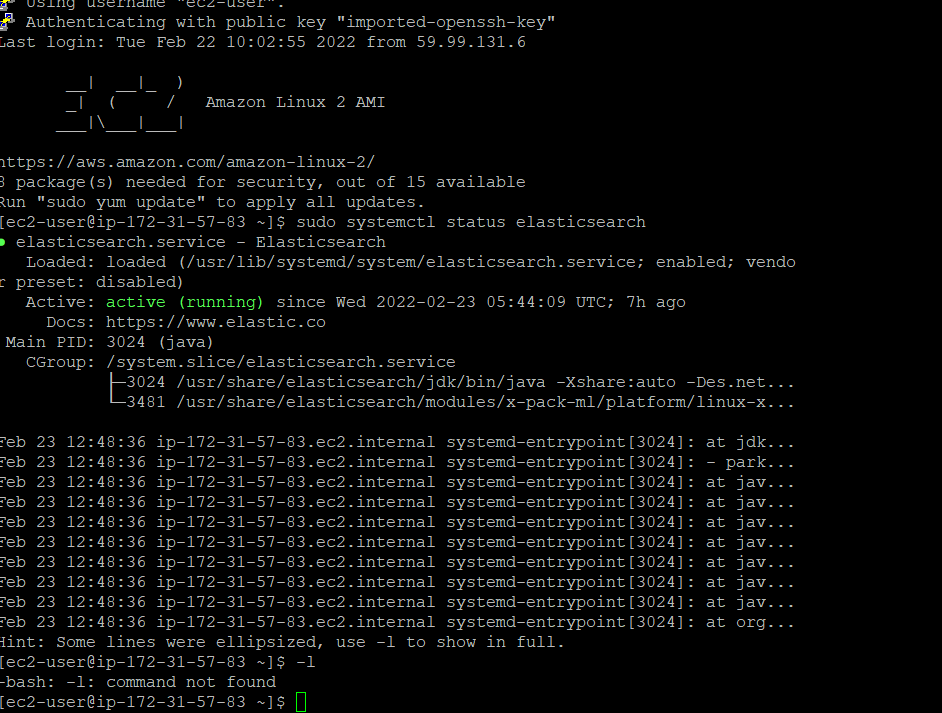 Using username "ec2-user".
Authenticating with public key "imported-openssh-key"
Last login: Tue Feb 22 10:02:55 2022 from 59.99.131.6
__|  __|_  )
_|  (     /   Amazon Linux 2 AMI
___|\___|___|
https://aws.amazon.com/amazon-linux-2/
8 package(s) needed for security, out of 15 available
Run "sudo yum update" to apply all updates.
[ec2-user@ip-172-31-57-83 ~]$ sudo systemctl status elasticsearch
● elasticsearch.service - Elasticsearch
Loaded: loaded (/usr/lib/systemd/system/elasticsearch.service; enabled; vendo
r preset: disabled)
Active: active (running) since Wed 2022-02-23 05:44:09 UTC; 7h ago
Docs: https://www.elastic.co
Main PID: 3024 (java)
CGroup: /system.slice/elasticsearch.service
├─3024 /usr/share/elasticsearch/jdk/bin/java -Xshare:auto -Des.net...
└─3481 /usr/share/elasticsearch/modules/x-pack-ml/platform/linux-x...
Feb 23 12:48:36 ip-172-31-57-83.ec2.internal systemd-entrypoint[3024]: at jdk...
Feb 23 12:48:36 ip-172-31-57-83.ec2.internal systemd-entrypoint[3024]: - park...
Feb 23 12:48:36 ip-172-31-57-83.ec2.internal systemd-entrypoint[3024]: at jav...
Feb 23 12:48:36 ip-172-31-57-83.ec2.internal systemd-entrypoint[3024]: at jav...
Feb 23 12:48:36 ip-172-31-57-83.ec2.internal systemd-entrypoint[3024]: at jav...
Feb 23 12:48:36 ip-172-31-57-83.ec2.internal systemd-entrypoint[3024]: at jav...
Feb 23 12:48:36 ip-172-31-57-83.ec2.internal systemd-entrypoint[3024]: at jav...
Feb 23 12:48:36 ip-172-31-57-83.ec2.internal systemd-entrypoint[3024]: at jav...
Feb 23 12:48:36 ip-172-31-57-83.ec2.internal systemd-entrypoint[3024]: at jav...
Feb 23 12:48:36 ip-172-31-57-83.ec2.internal systemd-entrypoint[3024]: at org...
Hint: Some lines were ellipsized, use -l to show in full.
[ec2-user@ip-172-31-57-83 ~]$ -l
-bash: -l: command not found
[ec2-user@ip-172-31-57-83 ~]$